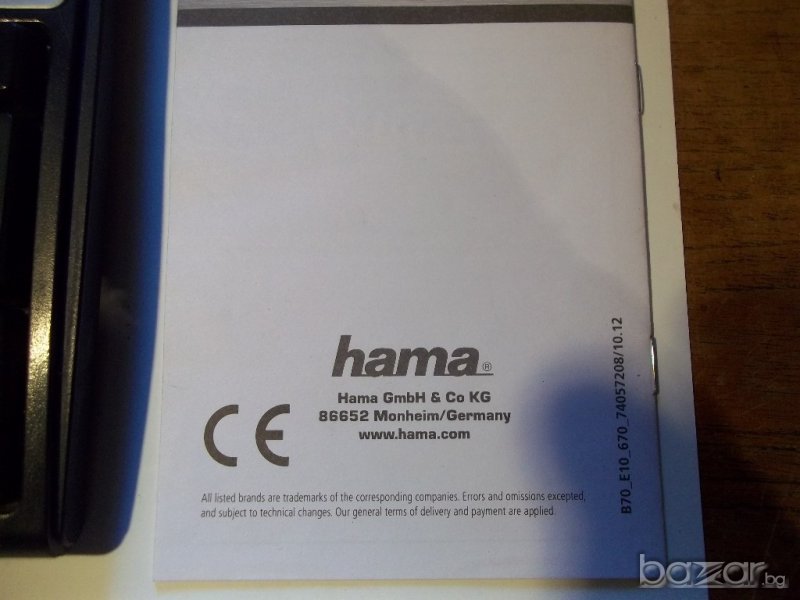 hama®
Hama GmbH & Co KG
86652 Monheim/Germany
www.hama.com
CE
All listed brands are trademarks of the corresponding companies. Errors and omissions excepted,
and subject to technical changes. Our general terms of delivery and payment are applied.
B70_E10_670_74057208/10.12
bazar.bg